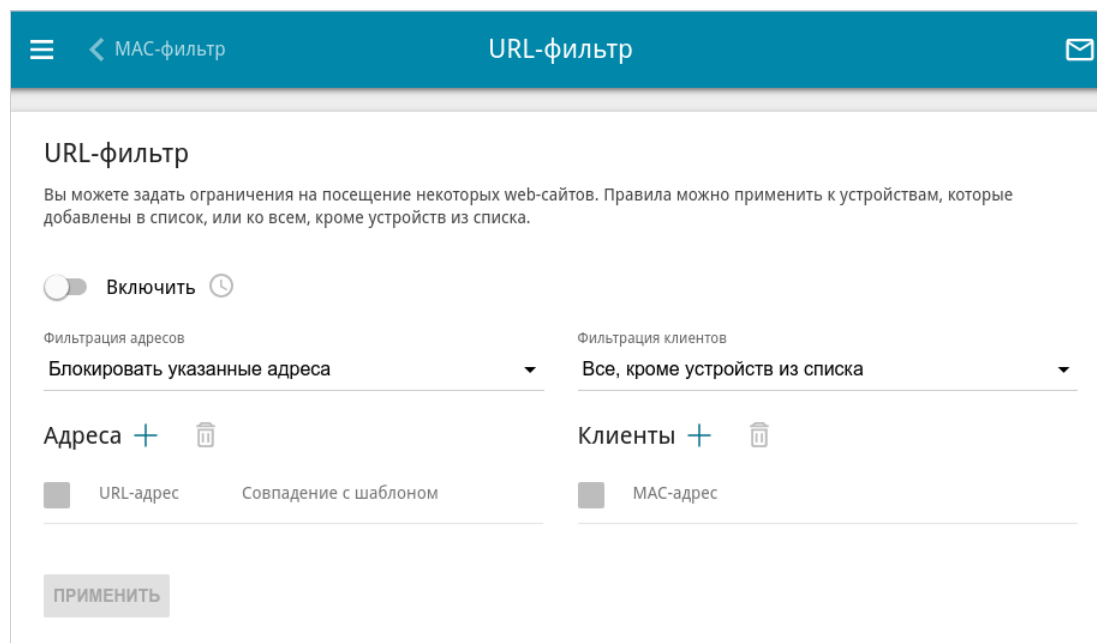 МАС-фильтр
URL-фильтр
URL-фильтр
Вы можете задать ограничения на посещение некоторых web-сайтов. Правила можно применить к устройствам, которые
добавлены в список, или ко всем, кроме устройств из списка.
Включить
Фильтрация адресов
Фильтрация клиентов
Блокировать указанные адреса
Все, кроме устройств из списка
Адреса
Клиенты
URL-адрес
Совпадение с шаблоном
MAC-адрес
ПРИМЕНИТЬ